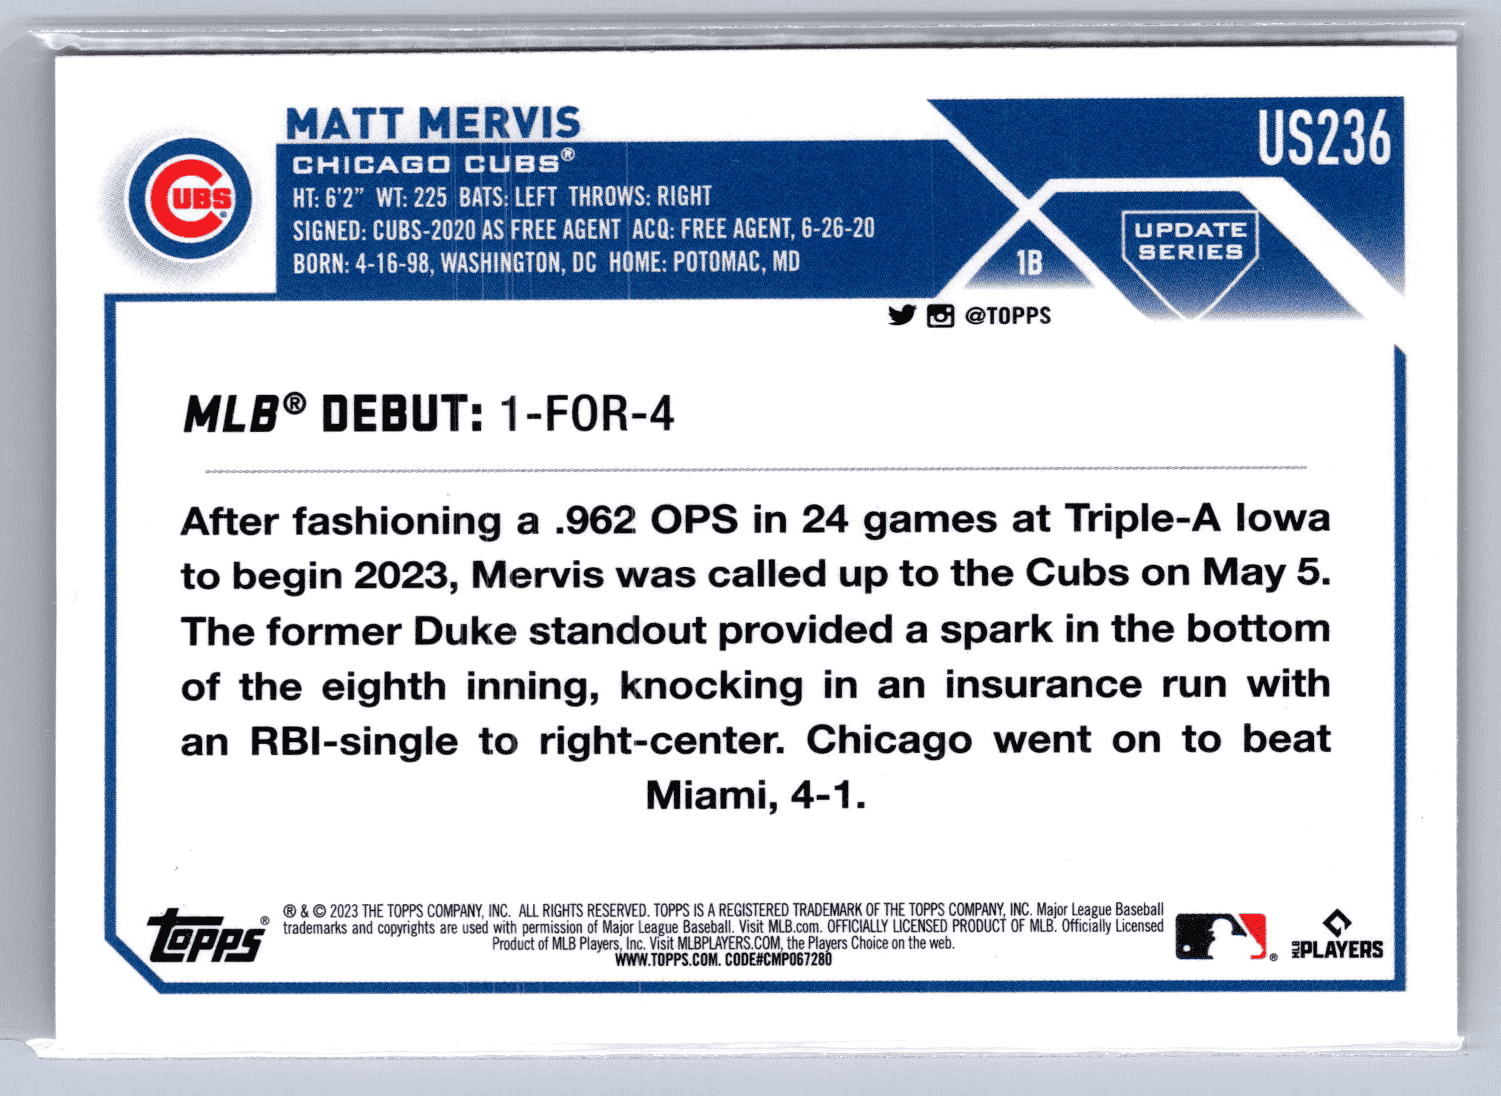 MATT MERVIS
US236
CHICAGO CUBS®
CUBS®
HT: 6'2" WT: 225 BATS: LEFT THROWS: RIGHT
SIGNED: CUBS-2020 AS FREE AGENT ACQ: FREE AGENT, 6-26-20
BORN: 4-16-98, WASHINGTON, DC HOME: POTOMAC, MD
1B
UPDATE
SERIES
@TOPPS
MLB® DEBUT: 1-FOR-4
After fashioning a .962 OPS in 24 games at Triple-A Iowa
to begin 2023, Mervis was called up to the Cubs on May 5.
The former Duke standout provided a spark in the bottom
of the eighth inning, knocking in an insurance run with
an RBI-single to right-center. Chicago went on to beat
Miami, 4-1.
Topps®
® & © 2023 THE TOPPS COMPANY, INC. ALL RIGHTS RESERVED. TOPPS IS A REGISTERED TRADEMARK OF THE TOPPS COMPANY, INC. Major League Baseball
trademarks and copyrights are used with permission of Major League Baseball. Visit MLB.com. OFFICIALLY LICENSED PRODUCT OF MLB. Officially Licensed
Product of MLB Players, Inc. Visit MLBPLAYERS.COM, the Players Choice on the web.
WWW.TOPPS.COM. CODE#CMP067280
®
MLB PLAYERS